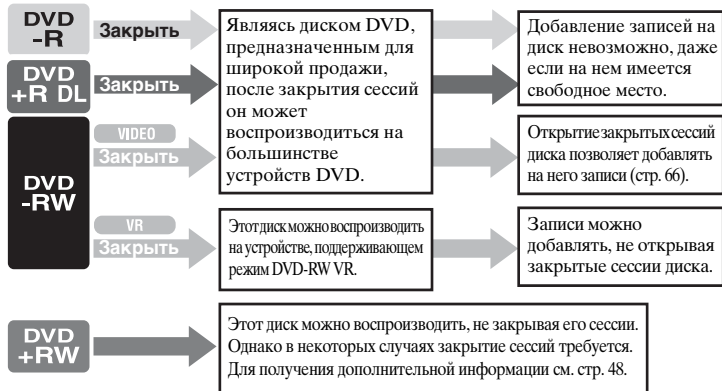 DVD
-R
Закрыть
Являясь диском DVD,
предназначенным для
широкой продажи,
после закрытия сессий
он может
воспроизводиться на
большинстве
устройств DVD.
Добавление записей на
диск невозможно, даже
если на нем имеется
свободное место.
DVD
+R DL
Закрыть
DVD
-RW
VIDEO
Закрыть
Открытие закрытых сессий
диска позволяет добавлять
на него записи (стр. 66).
VR
Закрыть
Этот диск можно воспроизводить
на устройстве, поддерживающем
режим DVD-RW VR.
Записи можно
добавлять, не открывая
закрытые сессии диска.
DVD
+RW
Этот диск можно воспроизводить, не закрывая его сессии.
Однако в некоторых случаях закрытие сессий требуется.
Для получения дополнительной информации см. стр. 48.